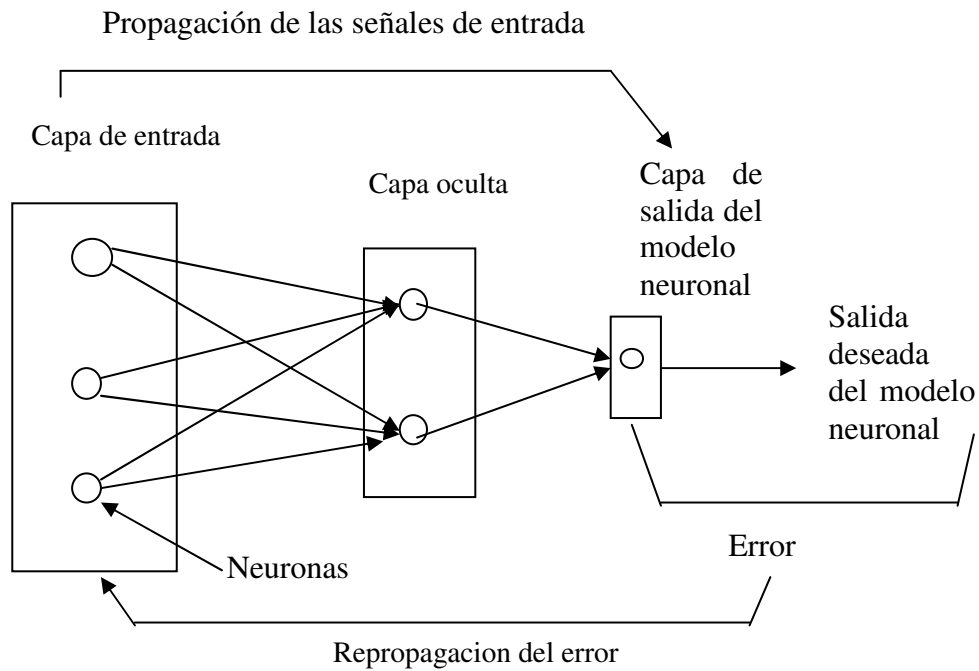 Propagación de las señales de entrada
Capa de entrada
Capa oculta
Capa de
salida del
modelo
neuronal
Salida
deseada
del modelo
neuronal
Error
Neuronas
Repropagacion del error